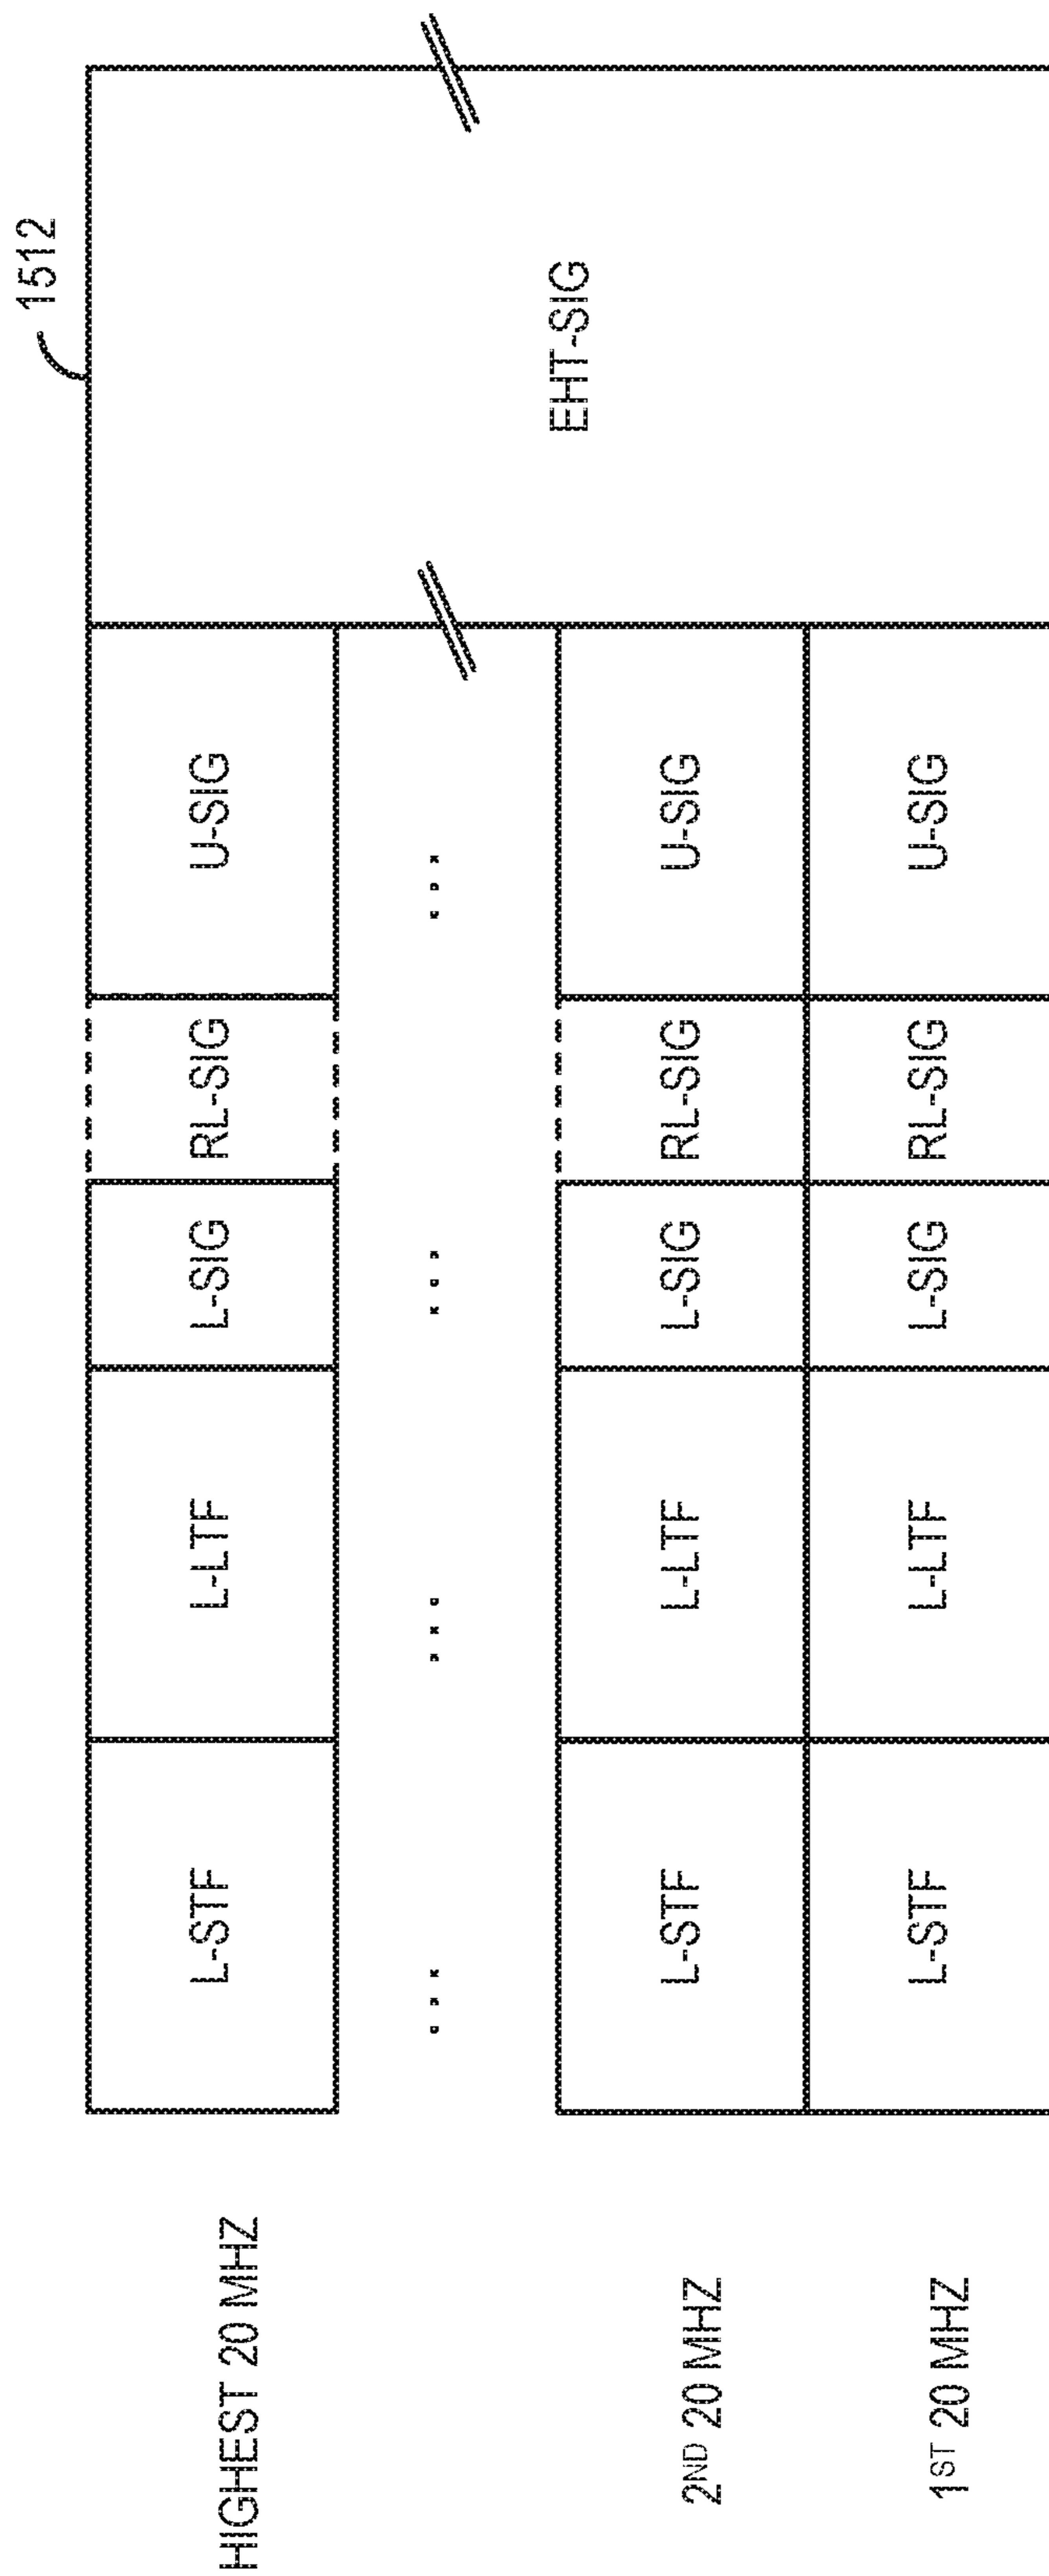 1512
HIGHEST 20 MHZ
L-STF
L-LTF
L-SIG
RL-SIG
U-SIG
EHT-SIG
2ND 20 MHZ
L-STF
L-LTF
L-SIG
RL-SIG
U-SIG
1ST 20 MHZ
L-STF
L-LTF
L-SIG
RL-SIG
U-SIG